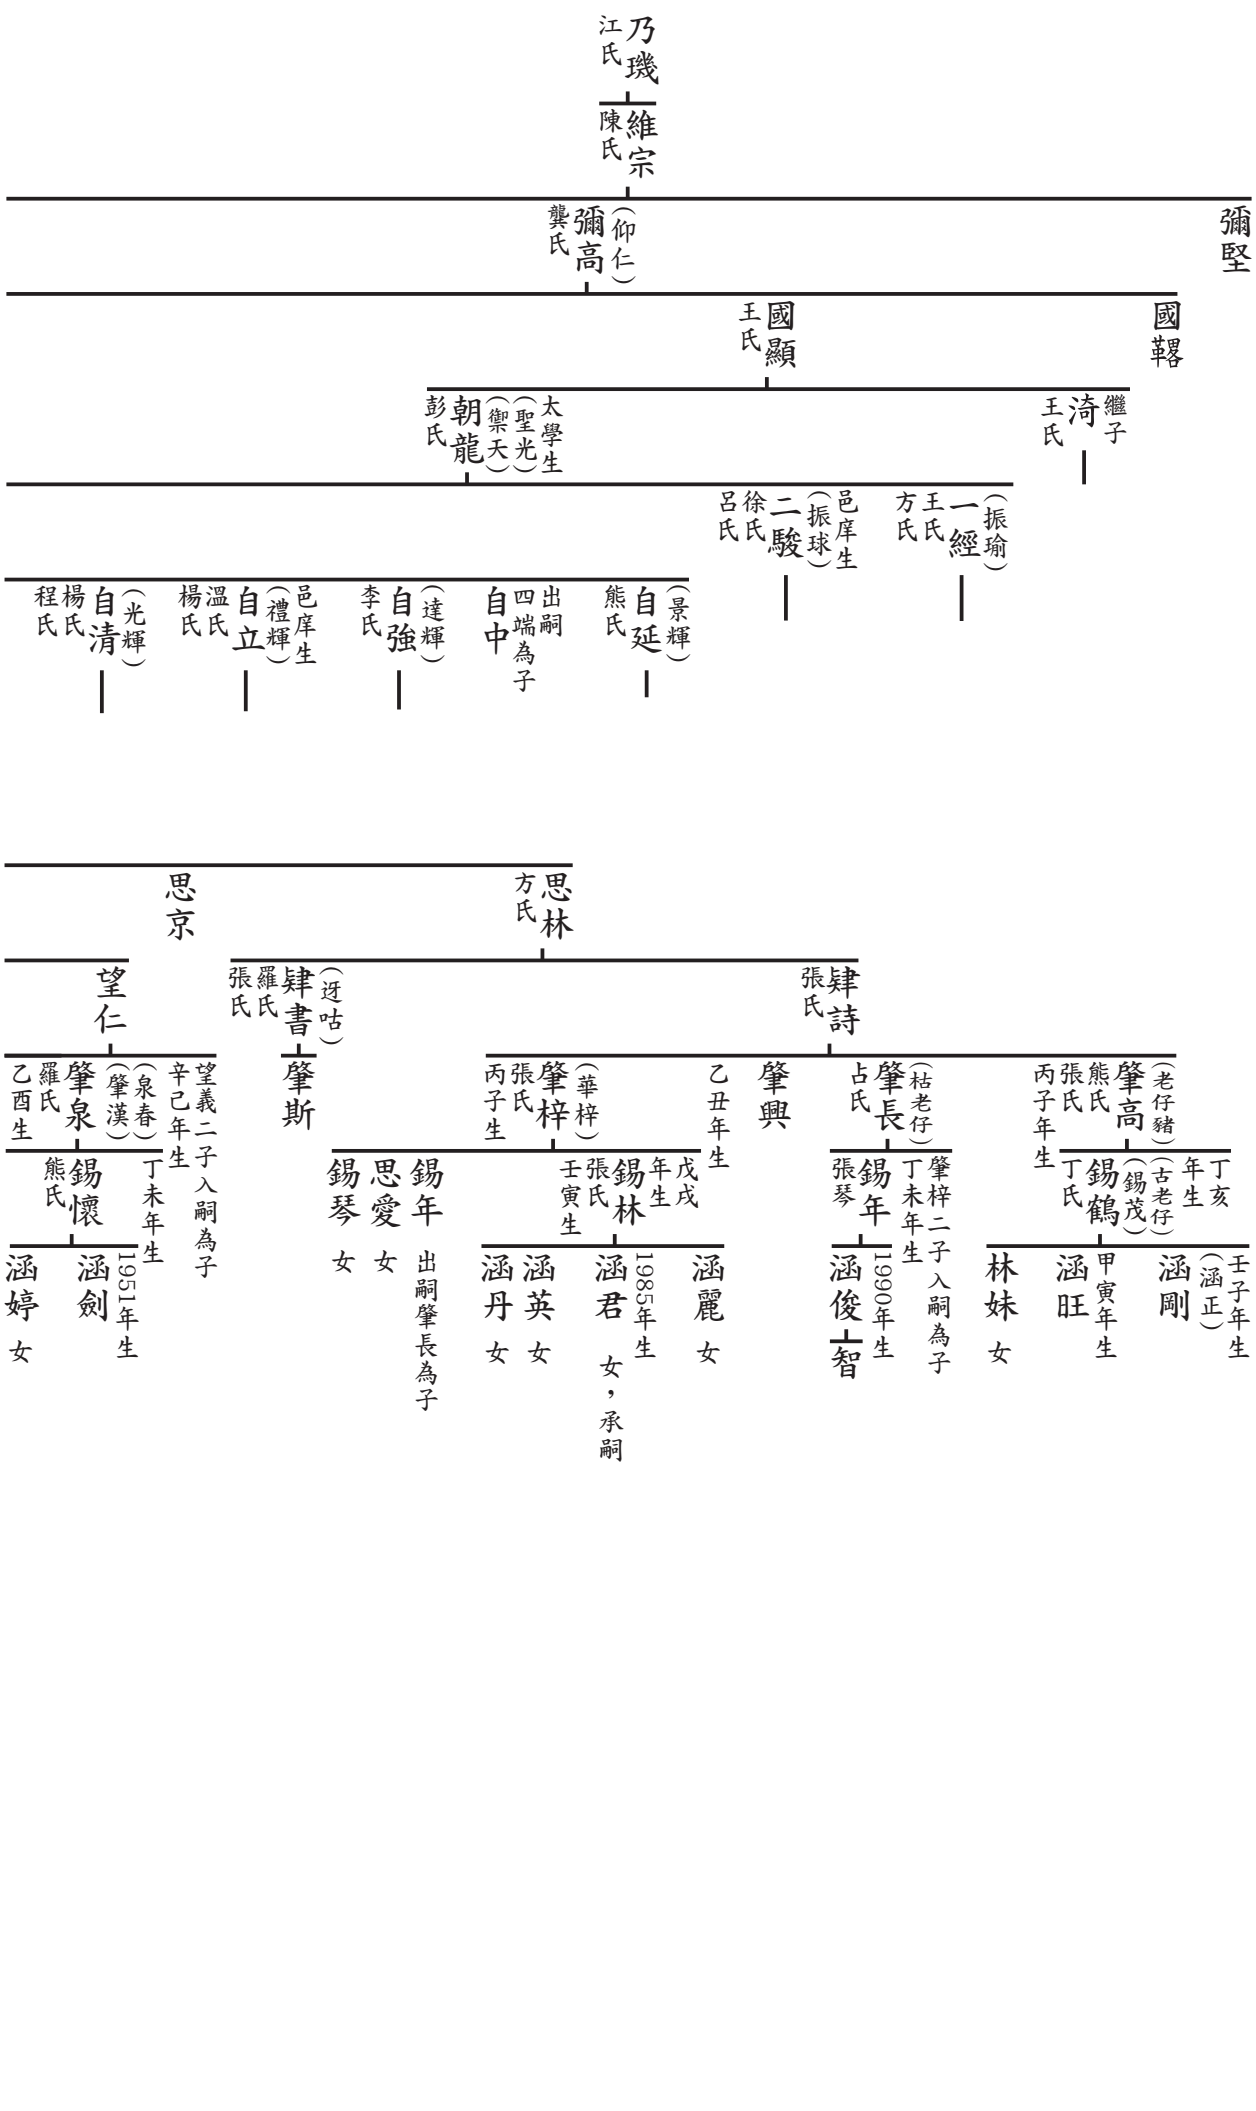 乃璣
江氏
維宗
陳氏
彌堅
(仰仁)
彌高
龔氏
國鞷
國顯
王氏
繼子
渏
王氏
太學生
(聖光)
(禦天)
朝龍
彭氏
(振瑜)
一經
王氏
方氏
邑庠生
(振球)
二駿
徐氏
呂氏
(景輝)
自延
熊氏
出嗣
四端為子
自中
(達輝)
自強
李氏
邑庠生
(禮輝)
自立
溫氏
楊氏
(光輝)
自清
楊氏
程氏
思林
方氏
思京
肄詩
張氏
(迓咕)
肄書
羅氏
張氏
望仁
(老仔豬)
肇高
熊氏
張氏
丙子年生
(枯老仔)
肇長
占氏
肇興
乙丑年生
(華梓)
肇梓
張氏
丙子生
肇斯
望義二子入嗣為子
辛己年生
(泉春)
(肇漢)
肇泉
羅氏
乙酉生
丁亥
年生
(古老仔)
(錫茂)
錫鶴
丁氏
肇梓二子入嗣為子
丁未年生
錫年
張琴
戊戌
年生
錫林
張氏
壬寅生
錫年
出嗣肇長為子
思愛 女
錫琴 女
丁未年生
錫懷
熊氏
壬子年生
(涵正)
涵剛
甲寅年生
涵旺
林妹 女
1990年生
涵俊
智
涵麗 女
1985年生
涵君 女，承嗣
涵英 女
涵丹 女
1951年生
涵劍
涵婷 女